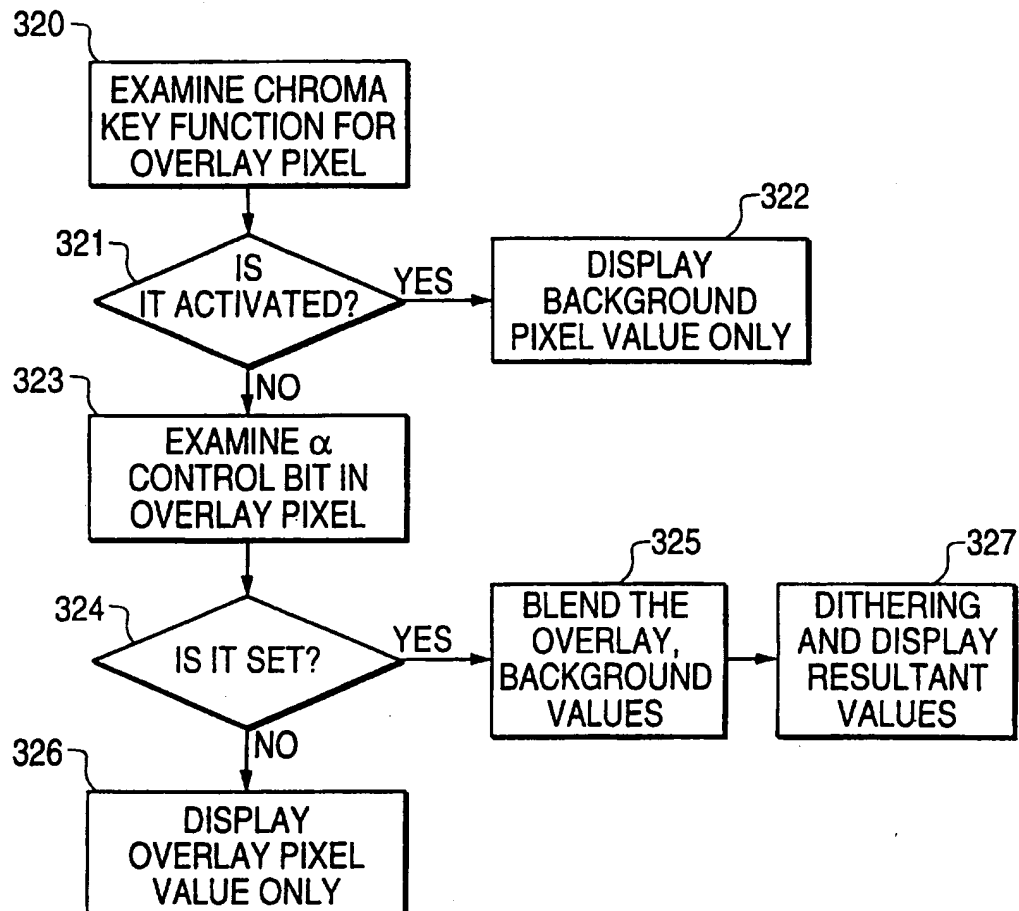 320
EXAMINE CHROMA
KEY FUNCTION FOR
OVERLAY PIXEL
321
IS
IT ACTIVATED?
YES
322
DISPLAY
BACKGROUND
PIXEL VALUE ONLY
NO
323
EXAMINE α
CONTROL BIT IN
OVERLAY PIXEL
324
IS IT SET?
YES
325
BLEND THE
OVERLAY,
BACKGROUND
VALUES
327
DITHERING
AND DISPLAY
RESULTANT
VALUES
NO
326
DISPLAY
OVERLAY PIXEL
VALUE ONLY